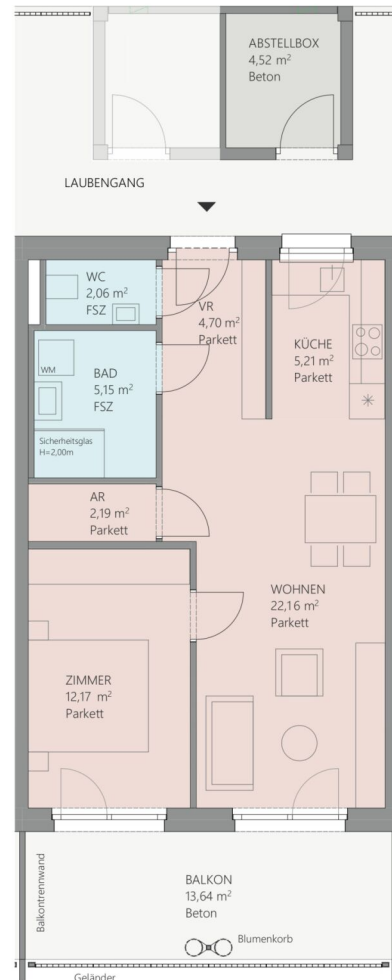 ABSTELLBOX
4,52 m²
Beton
LAUBENGANG
WC
2,06 m²
FSZ
VR
4,70 m²
Parkett
KÜCHE
5,21 m²
Parkett
WM
BAD
5,15 m²
FSZ
Sicherheitsglas
H=2,00m
AR
2,19 m²
Parkett
WOHNEN
22,16 m²
Parkett
ZIMMER
12,17 m²
Parkett
Balkontrennwand
BALKON
13,64 m²
Beton
Blumenkorb
Geländer